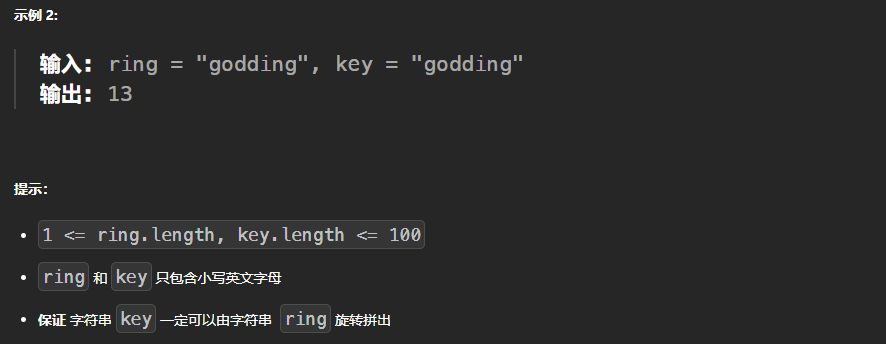 示例 2:
输入: ring = "godding", key = "godding"
输出: 13
提示:
1 <= ring.length, key.length <= 100
ring 和 key 只包含小写英文字母
保证 字符串 key 一定可以由字符串 ring 旋转拼出